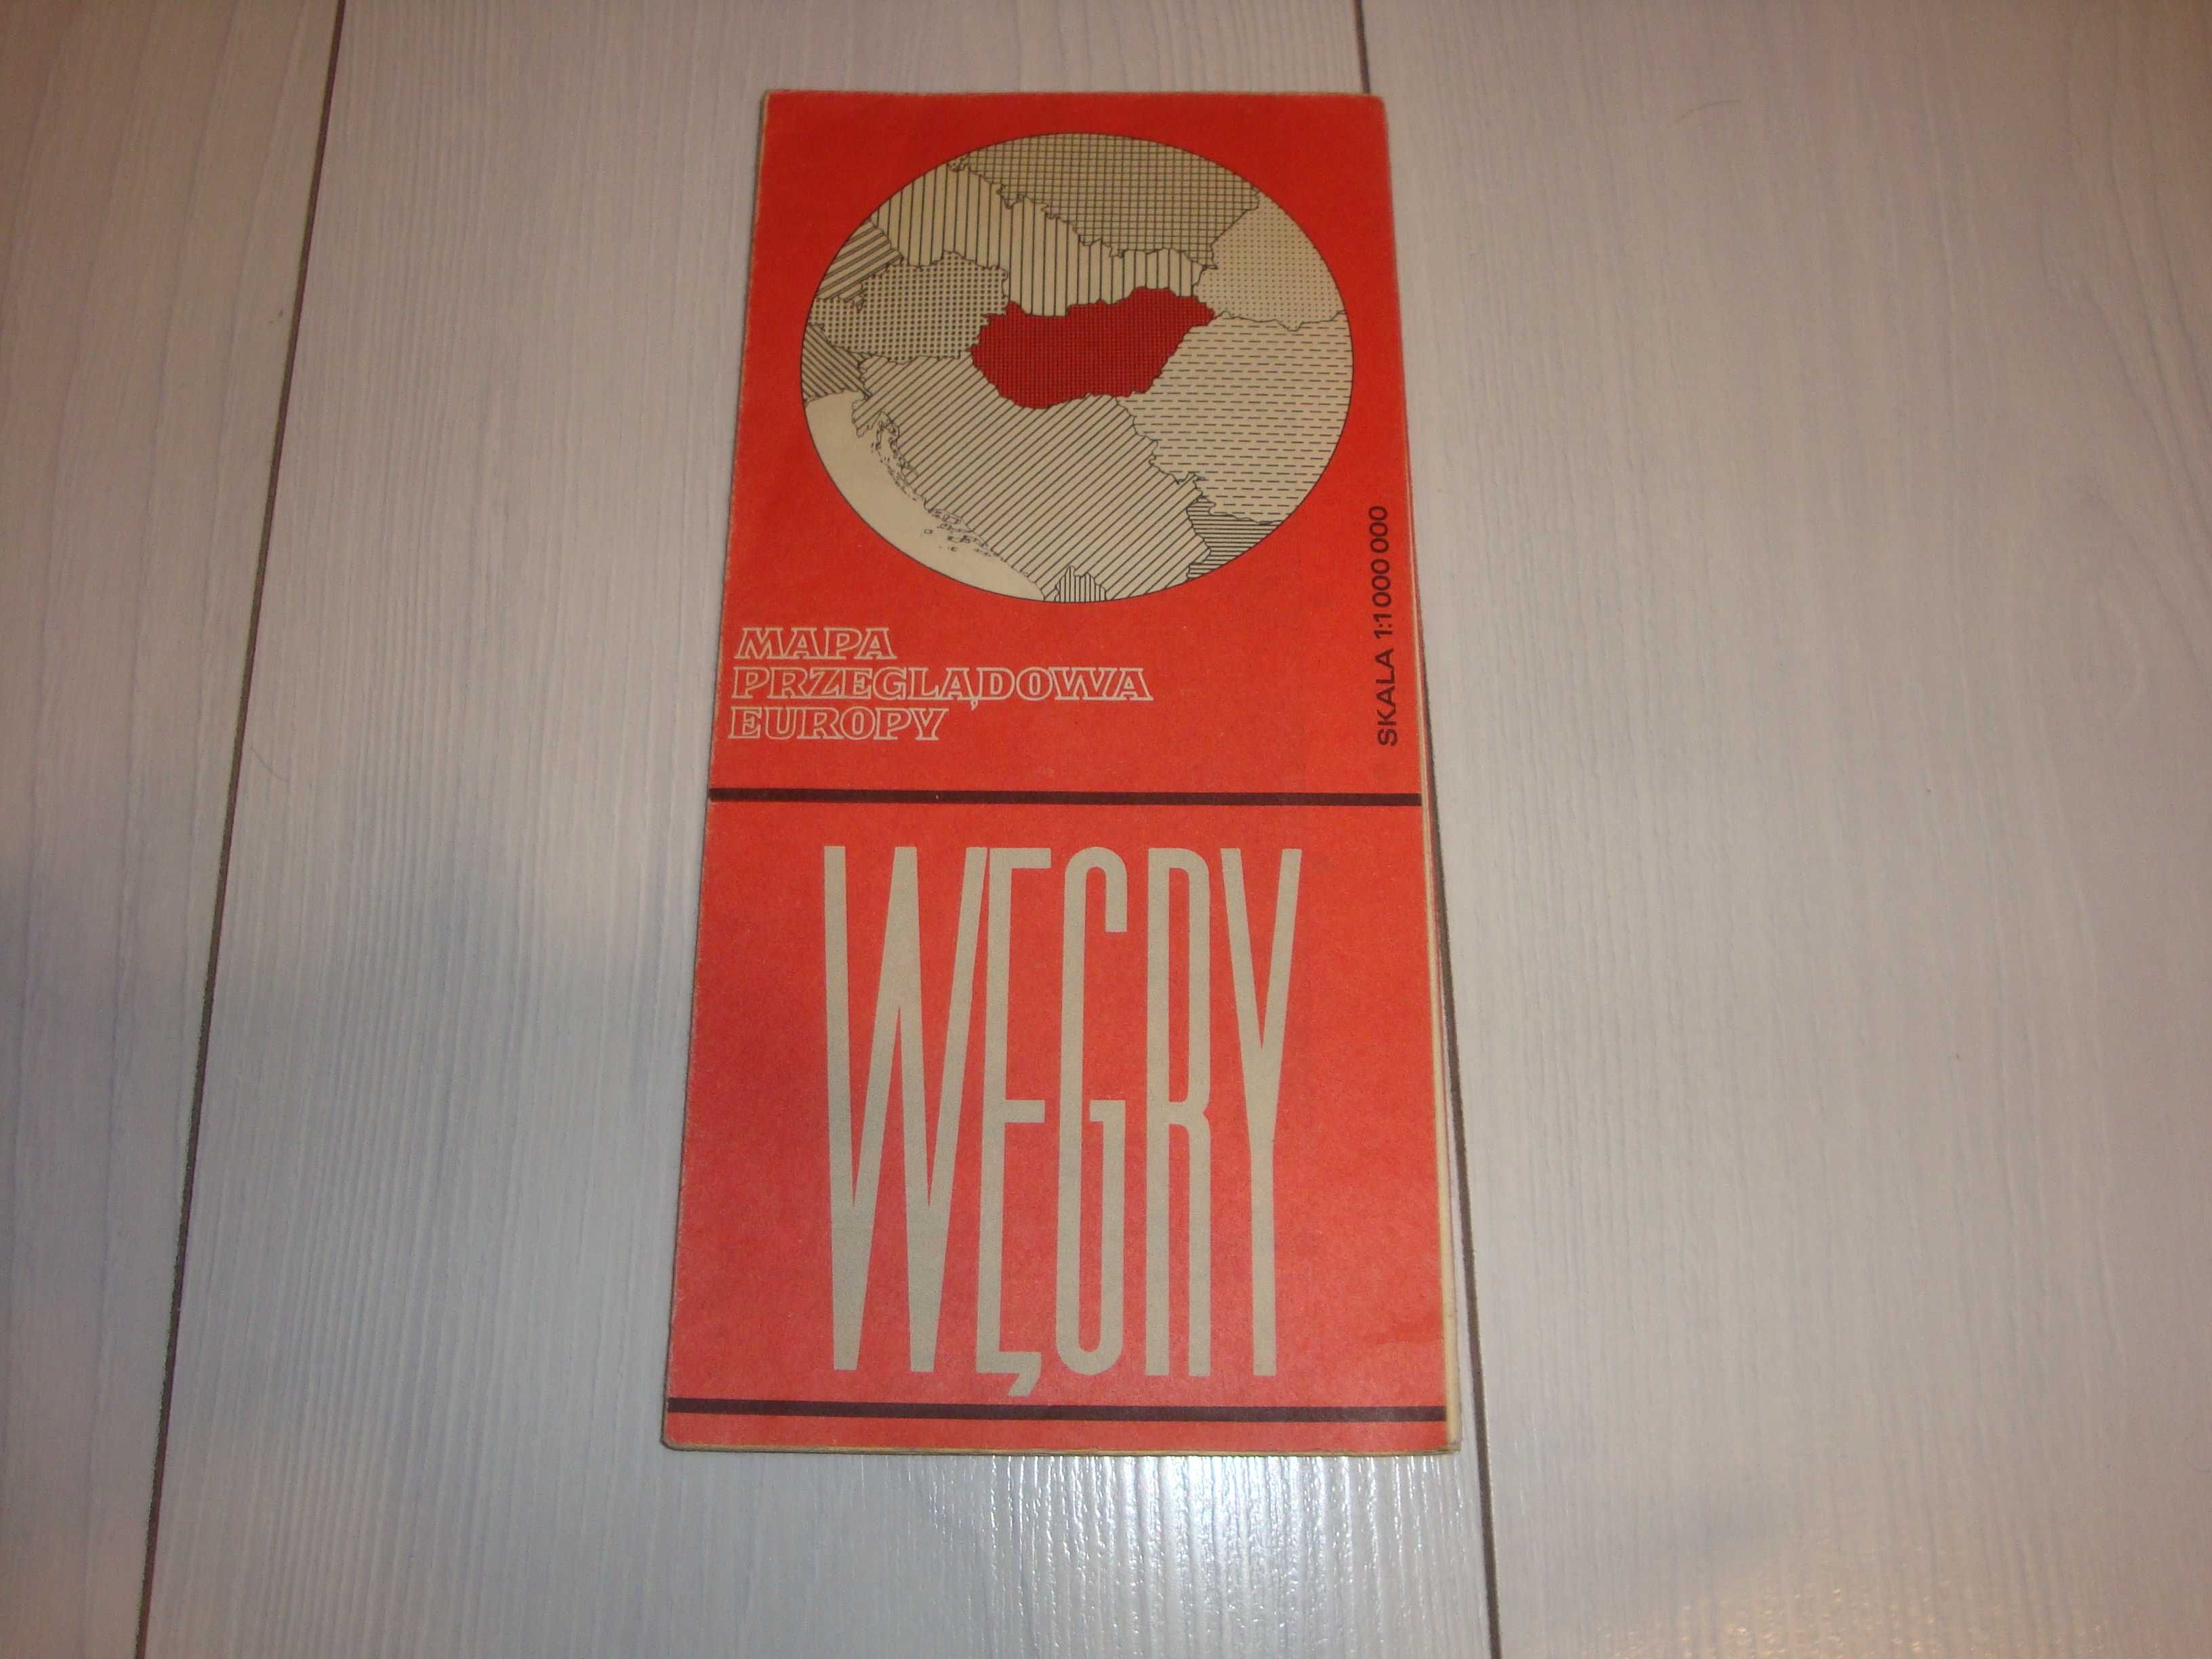 MAPA
PRZEGLĄDOWA
EUROPY
SKALA 1:1 000 000
WĘGRY